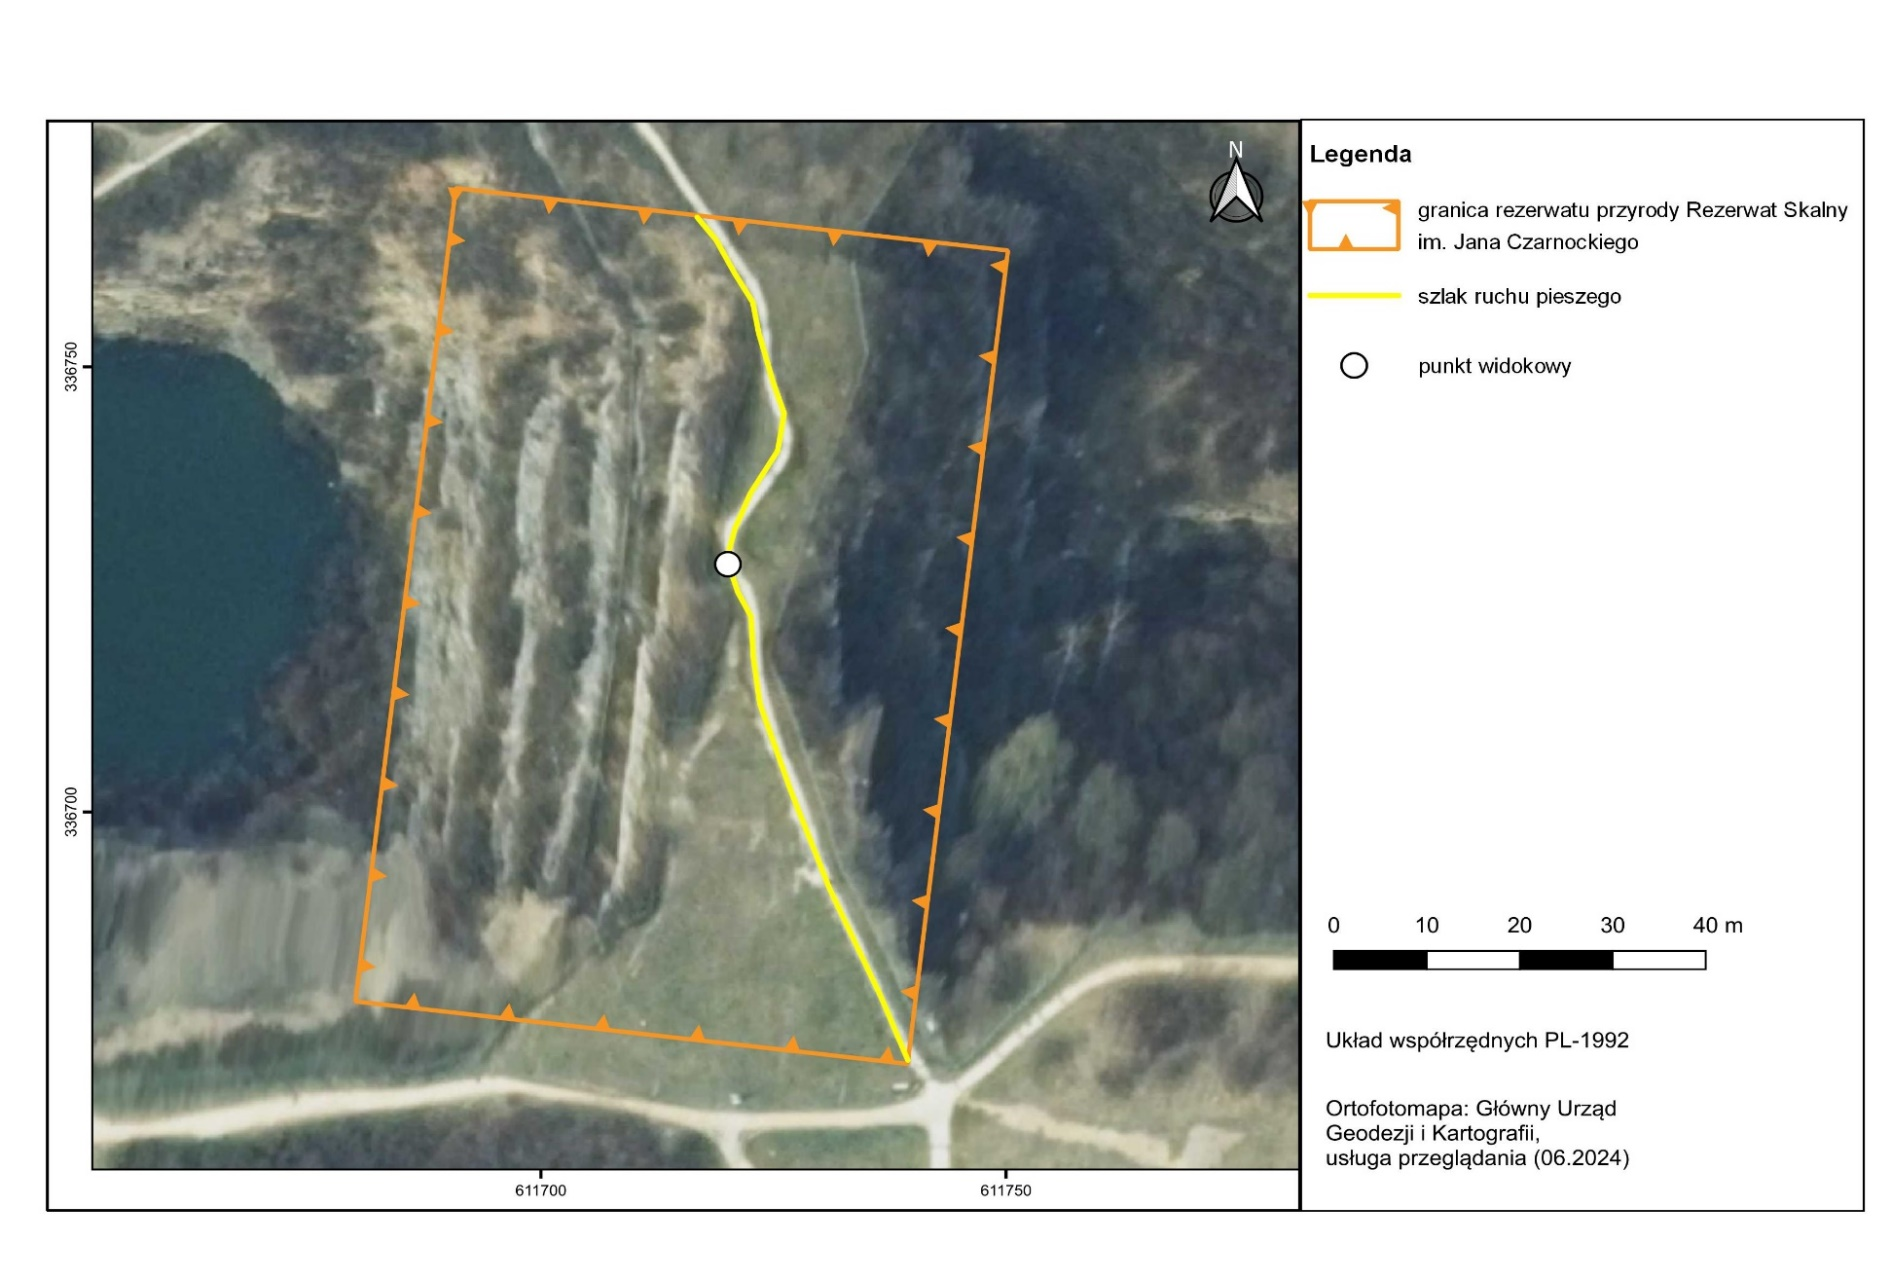 N
336750
336700
611700
611750
Legenda
granica rezerwatu przyrody Rezerwat Skalny
im. Jana Czarnockiego
szlak ruchu pieszego
punkt widokowy
0 10 20 30 40 m
Układ współrzędnych PL-1992
Ortofotomapa: Główny Urząd
Geodezji i Kartografii,
usługa przeglądania (06.2024)